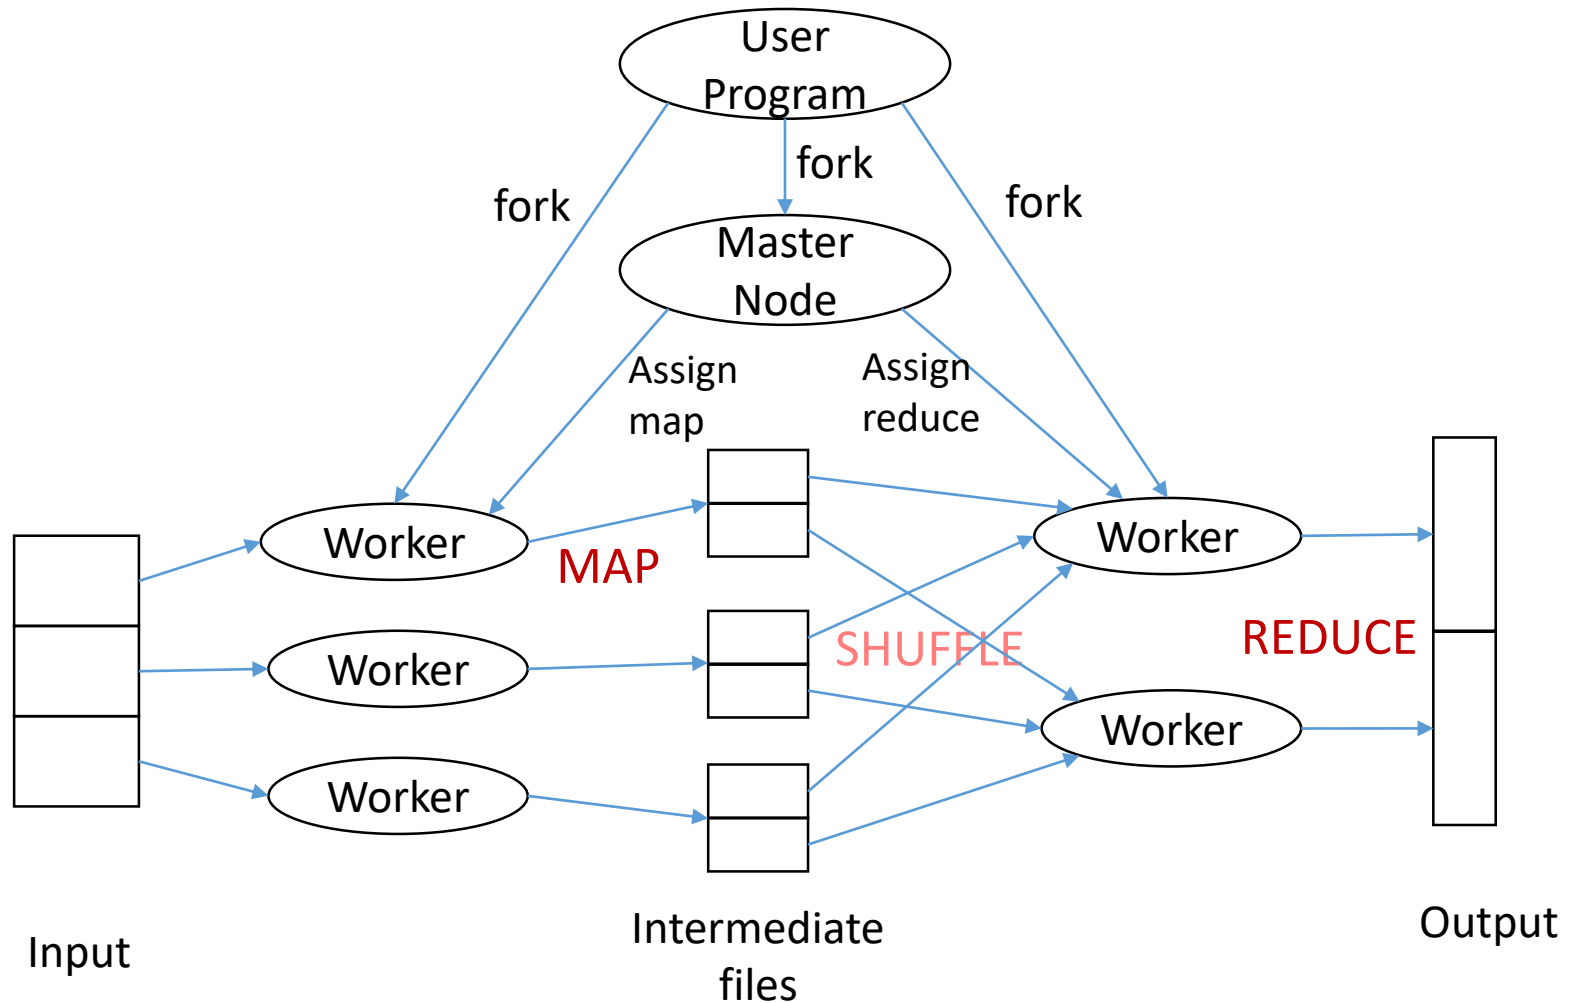 User
Program
fork
fork
fork
Master
Node
Assign
map
Assign
reduce
Worker
Worker
MAP
SHUFFLE
REDUCE
Worker
Worker
Worker
Input
Intermediate
files
Output